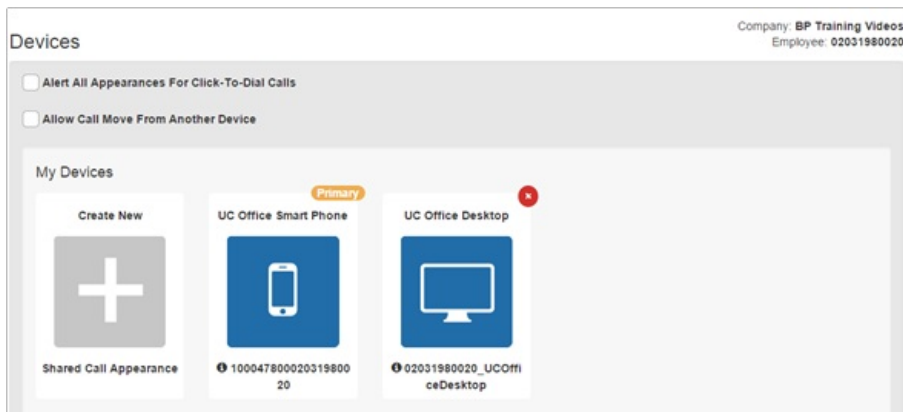 Company: BP Training Videos
Devices
Employee: 02031980020
Alert All Appearances For Click-To-Dial Calls
Allow Call Move From Another Device
My Devices
Primary
Create New
UC Office Smart Phone
UC Office Desktop
Shared Call Appearance
100047800020319800
20
02031980020_UCOffi
ceDesktop